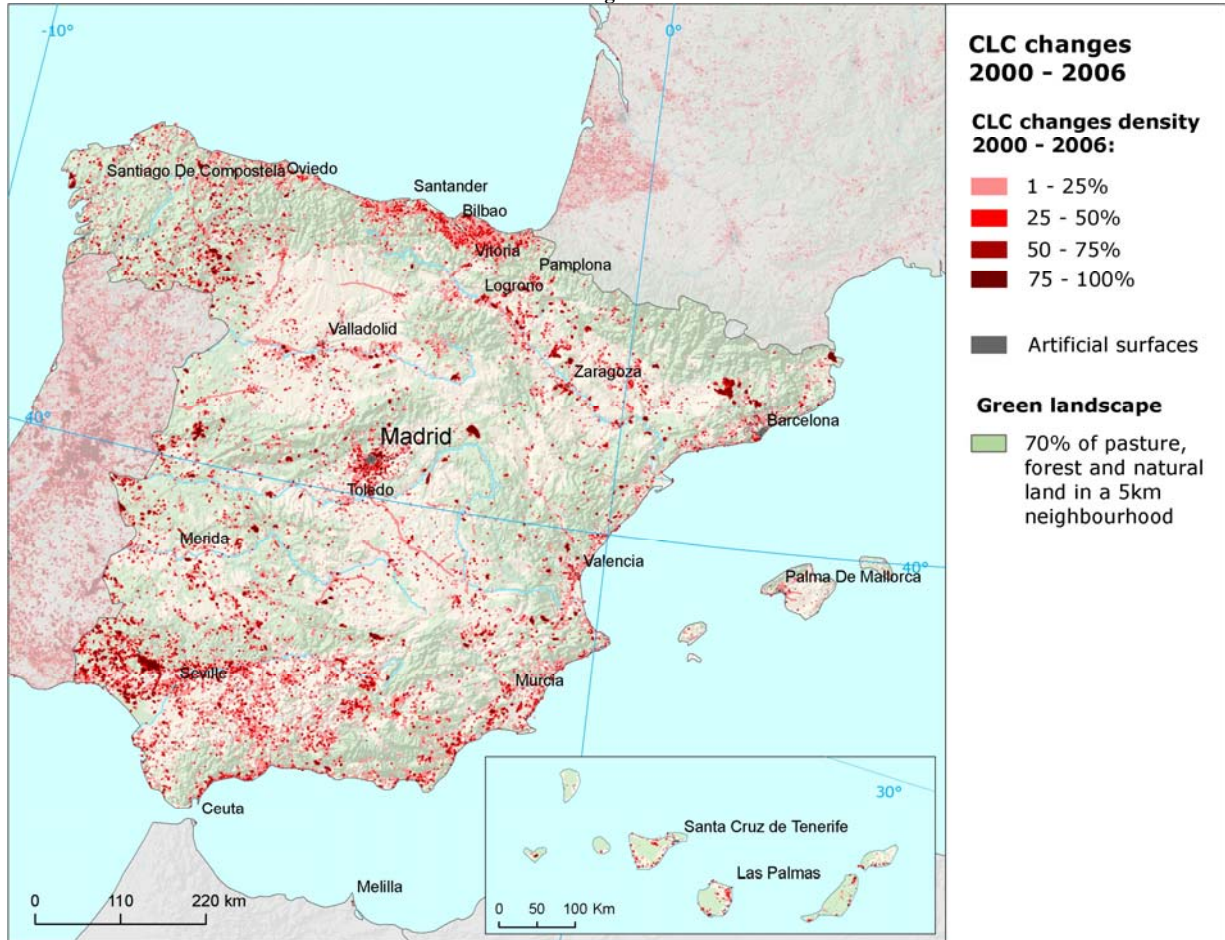 -10°
0°
Santiago De Compostela
Oviedo
Santander
Bilbao
Vitoria
Pamplona
Logrono
Valladolid
Zaragoza
Barcelona
40°
Madrid
Toledo
Merida
Valencia
40°
Palma De Mallorca
Seville
Murcia
Ceuta
Melilla
0 110 220 km
30°
Santa Cruz de Tenerife
Las Palmas
0 50 100 Km
CLC changes
2000 - 2006
CLC changes density
2000 - 2006:
1 - 25%
25 - 50%
50 - 75%
75 - 100%
Artificial surfaces
Green landscape
70% of pasture,
forest and natural
land in a 5km
neighbourhood